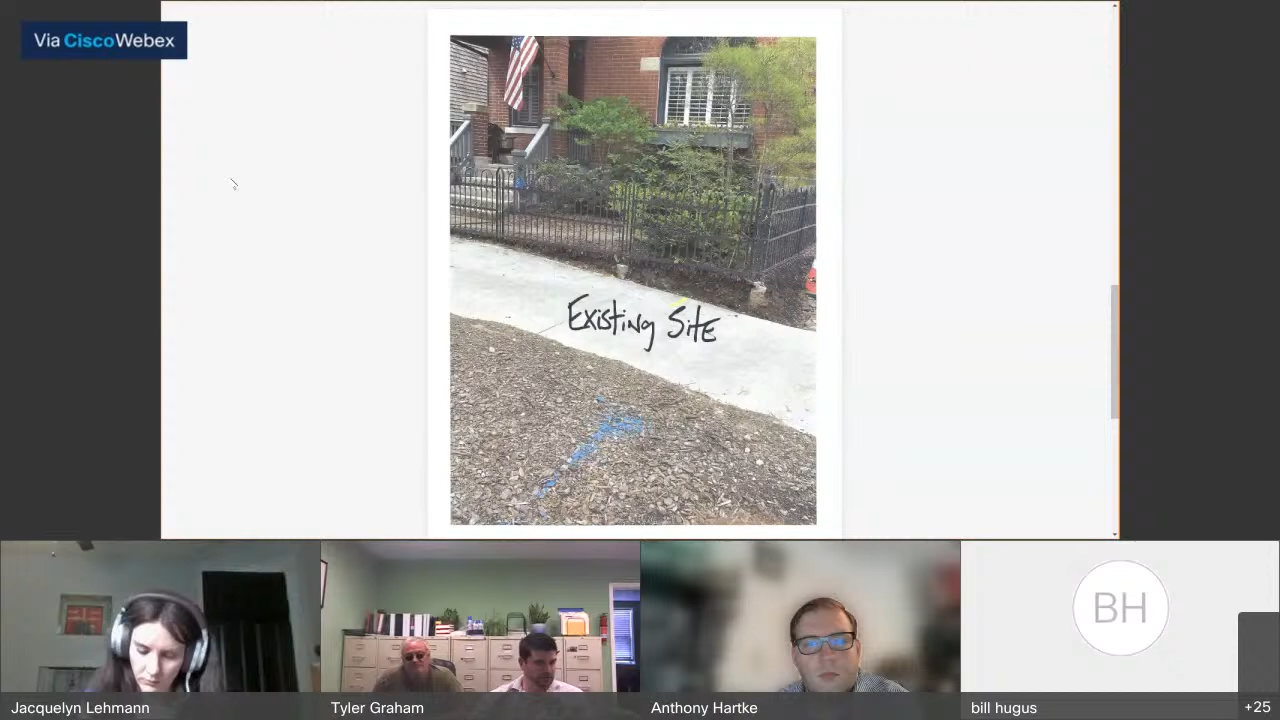 Via CiscoWebex
Existing Site
BH
Jacquelyn Lehmann
Tyler Graham
Anthony Hartke
bill hugus
+25